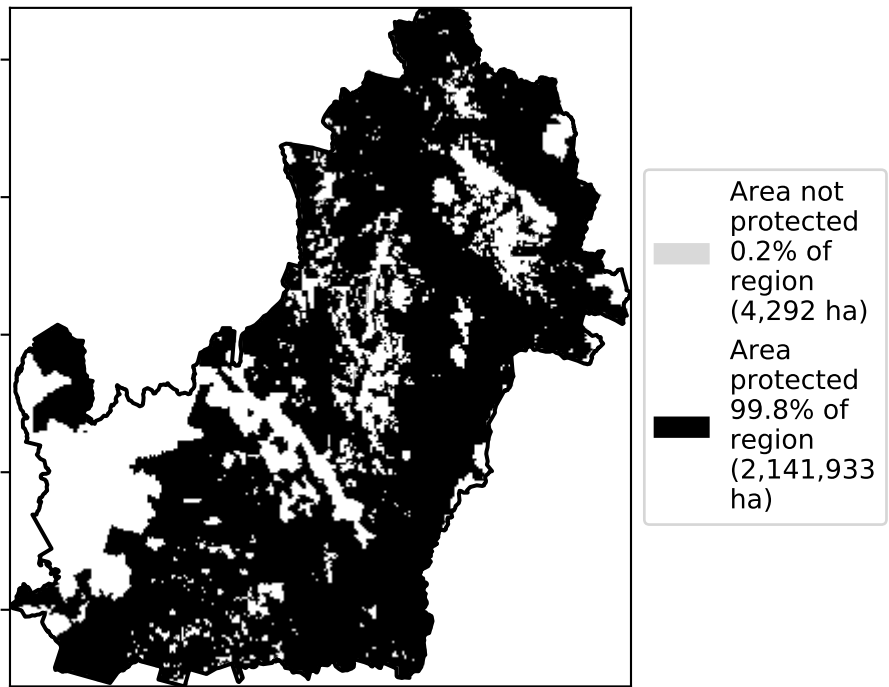 Area not
protected
0.2% of
region
(4,292 ha)
Area
protected
99.8% of
region
(2,141,933
ha)